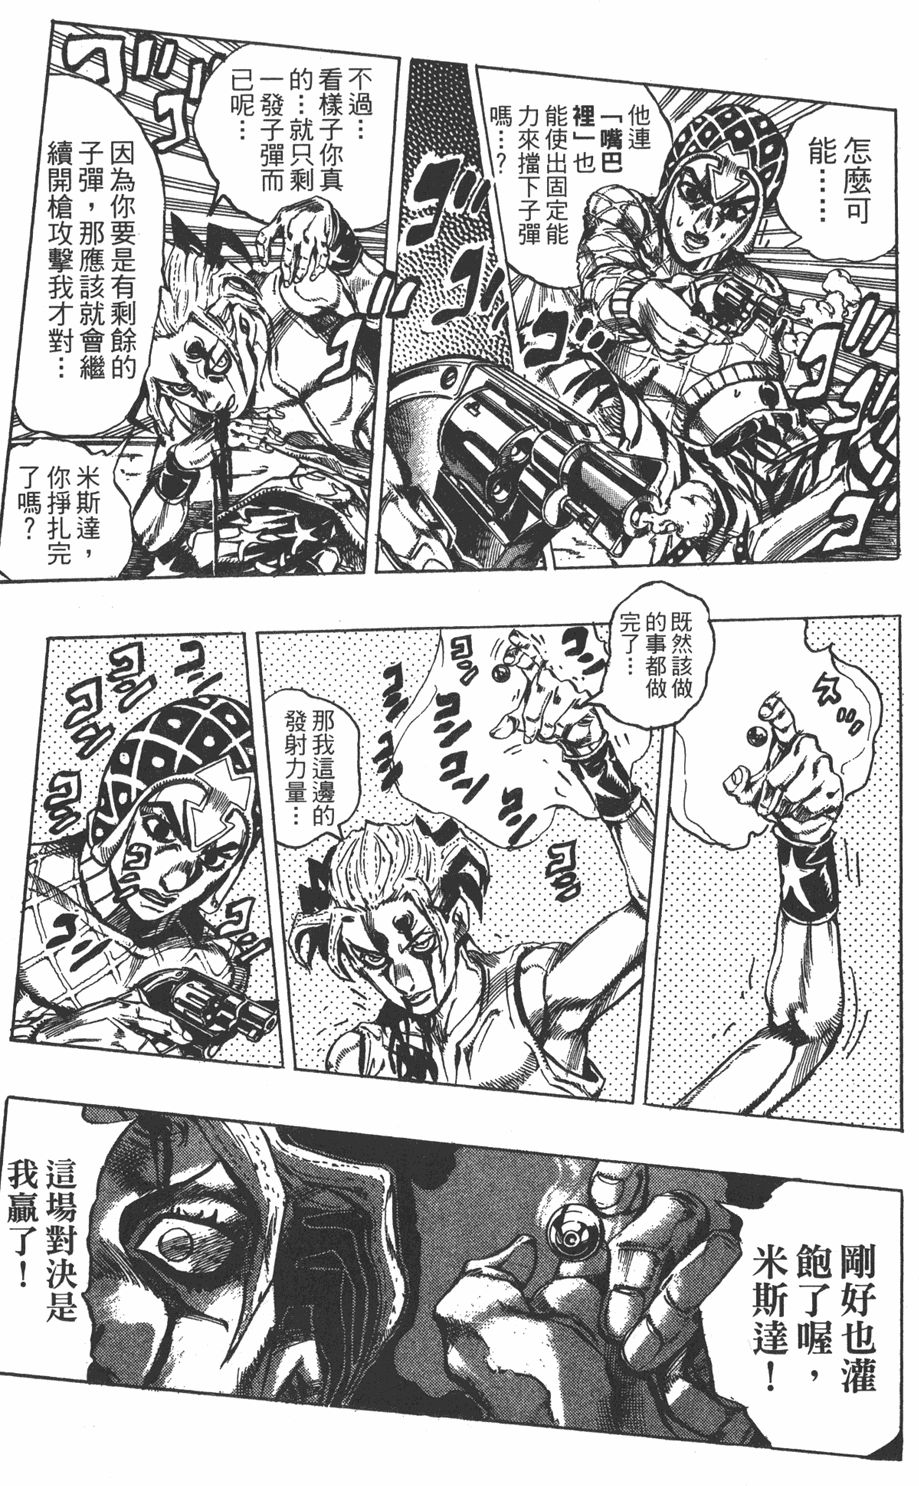 怎麼可
能……
他連
「嘴巴
裡」也
能使出固定能
力來擋下子彈
嗎…?
不過…
看樣子你真
的…就只剩
一發子彈而
已呢…
因為你要是有剩餘的
子彈，那應該就會繼
續開槍攻擊我才對…
米斯達，
你掙扎完
了嗎?
既然該做
的事都做
完了…
那我這邊的
發射力量…
剛好也灌
飽了喔，
米斯達！
這場對決是
我贏了！